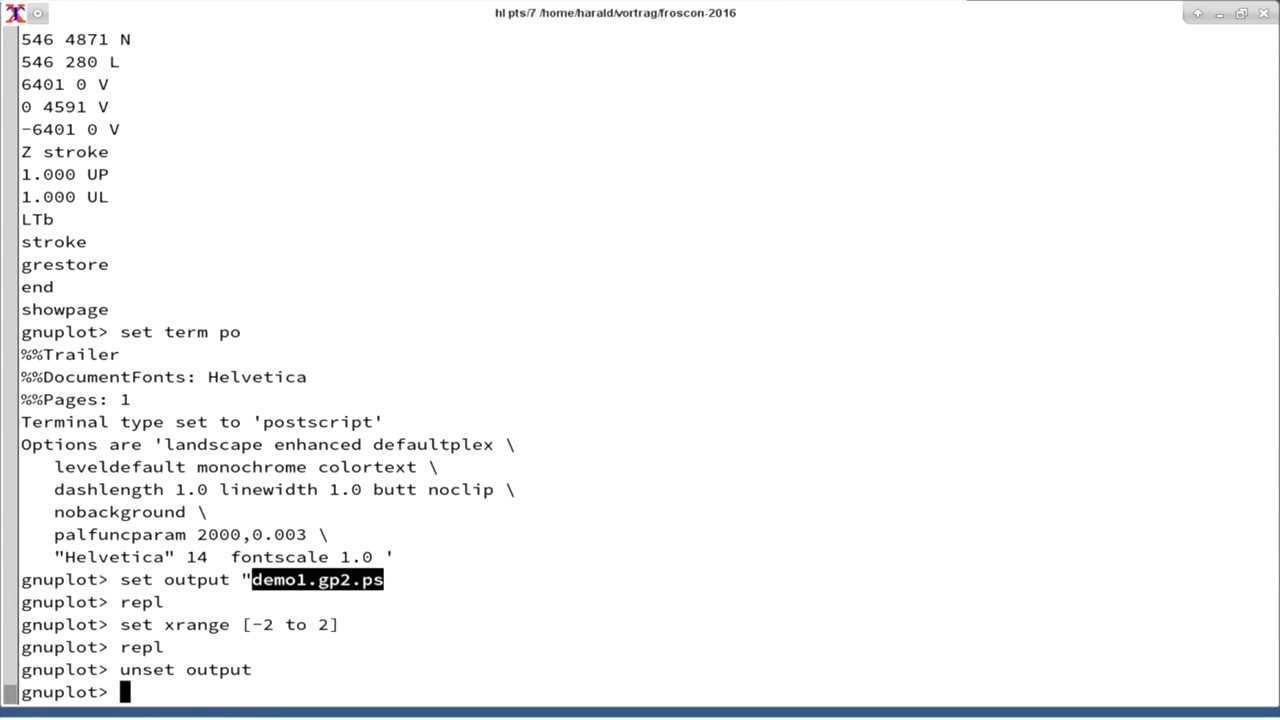 hl pts/7 /home/harald/vortrag/froscon-2016
546 4871 N
546 280 L
6401 0 V
0 4591 V
-6401 0 V
Z stroke
1.000 UP
1.000 UL
LTb
stroke
grestore
end
showpage
gnuplot> set term po
%%Trailer
%%DocumentFonts: Helvetica
%%Pages: 1
Terminal type set to 'postscript'
Options are 'landscape enhanced defaultplex \
   leveldefault monochrome colortext \
   dashlength 1.0 linewidth 1.0 butt noclip \
   nobackground \
   palfuncparam 2000,0.003 \
   "Helvetica" 14  fontscale 1.0 '
gnuplot> set output "demo1.gp2.ps
gnuplot> repl
gnuplot> set xrange [-2 to 2]
gnuplot> repl
gnuplot> unset output
gnuplot>